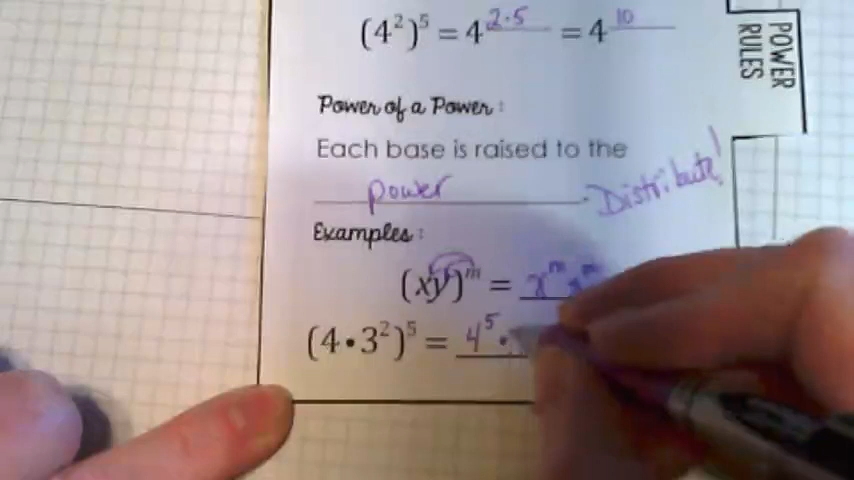 (4²)⁵ = 4 2·5 = 4 10
POWER RULES
Power of a Power:
Each base is raised to the
power . Distribute!
Examples:
(xy)ᵐ = xᵐ
(4•3²)⁵ = 4⁵•